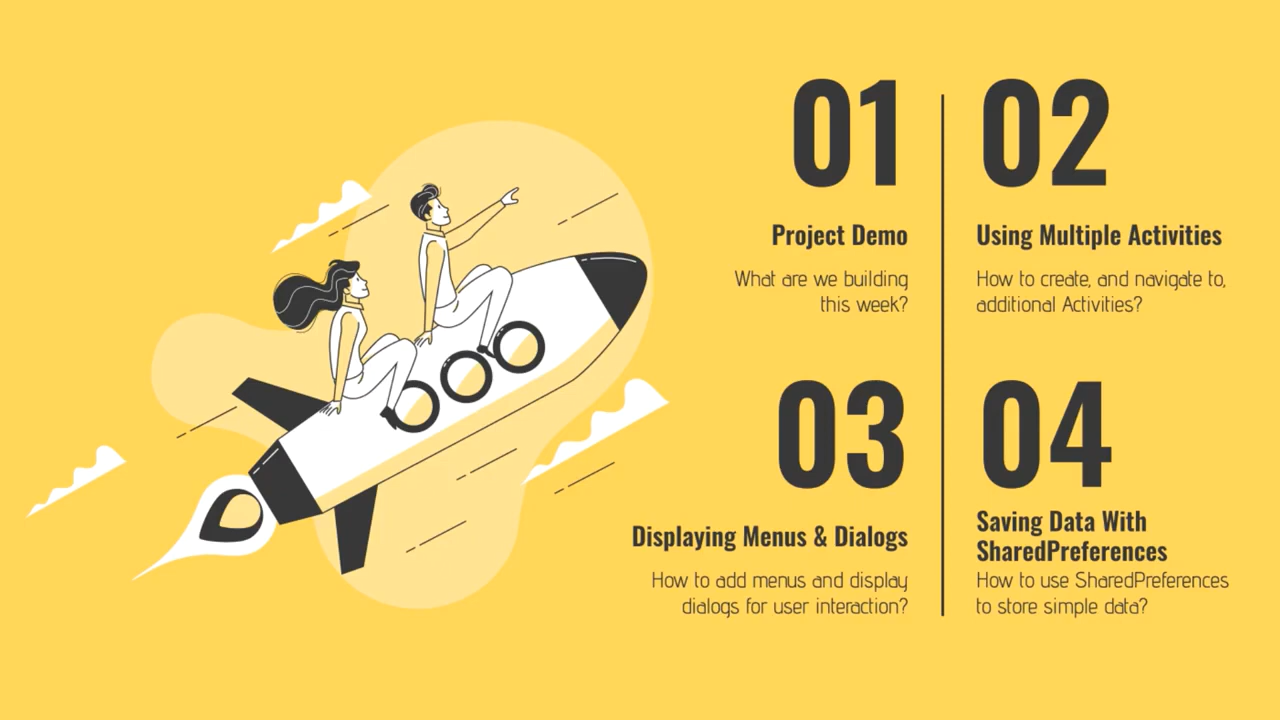 01
Project Demo
What are we building
this week?
02
Using Multiple Activities
How to create, and navigate to,
additional Activities?
03
Displaying Menus & Dialogs
How to add menus and display
dialogs for user interaction?
04
Saving Data With
SharedPreferences
How to use SharedPreferences
to store simple data?